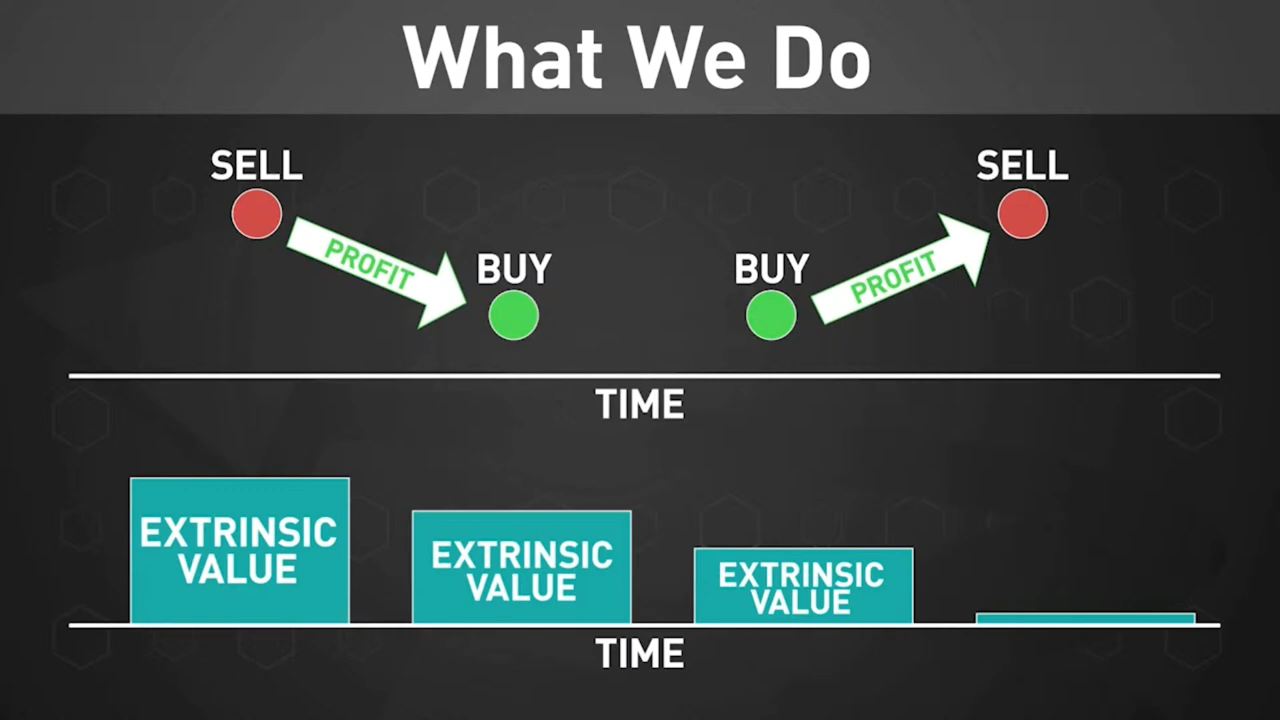 What We Do
SELL
SELL
PROFIT
BUY
BUY
PROFIT
TIME
EXTRINSIC
VALUE
EXTRINSIC
VALUE
EXTRINSIC
VALUE
TIME